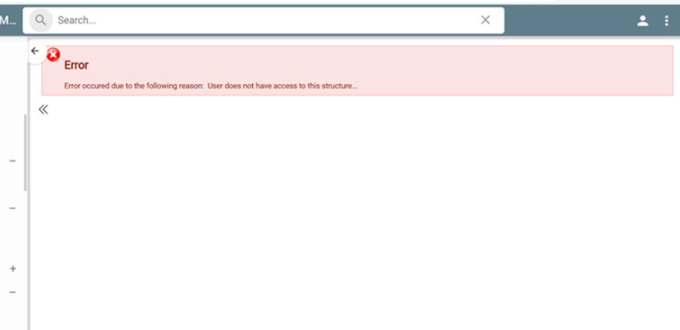 M...
Search...
Error
Error occured due to the following reason: User does not have access to this structure...